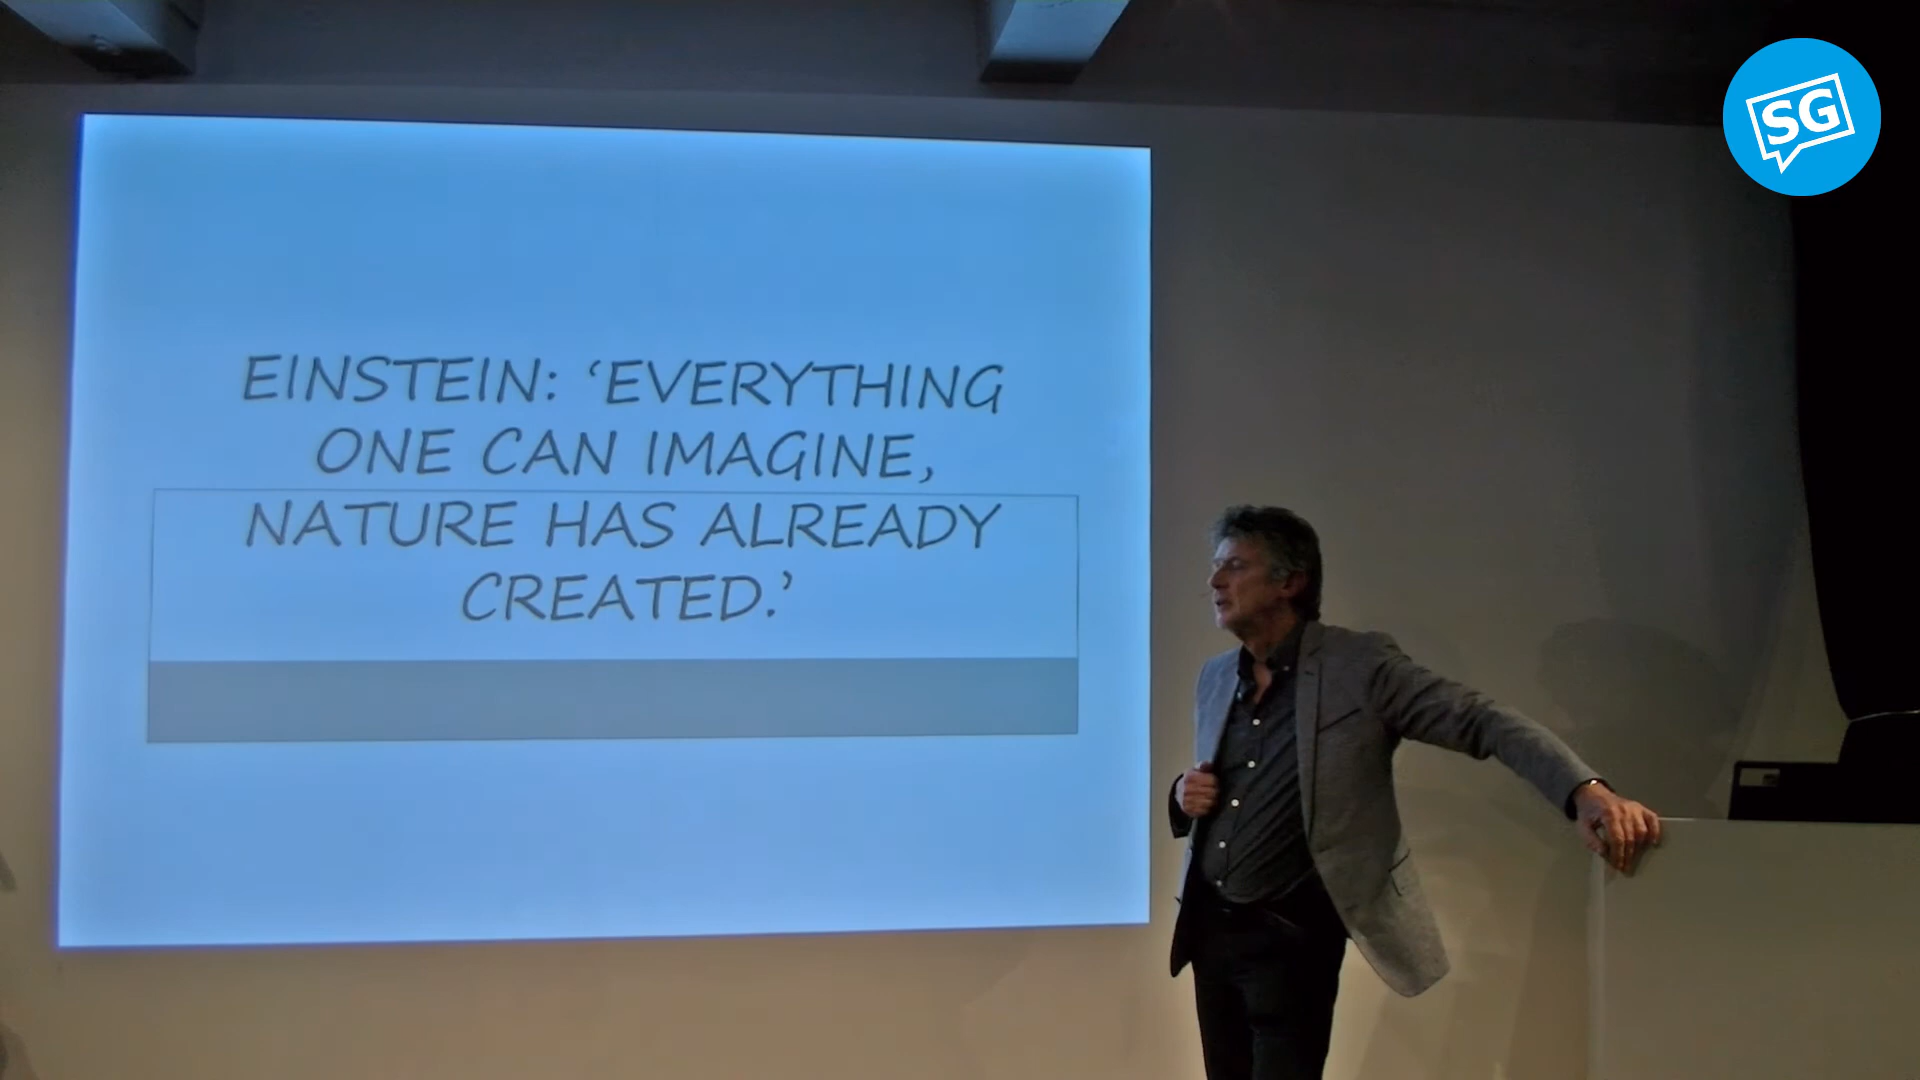 SG
EINSTEIN: ‘EVERYTHING
ONE CAN IMAGINE,
NATURE HAS ALREADY
CREATED.’